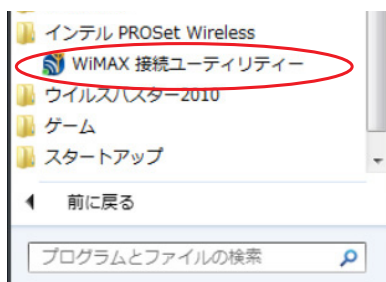 インテル PROSet Wireless
WiMAX 接続ユーティリティー
ウイルスバスター2010
ゲーム
スタートアップ
前に戻る
プログラムとファイルの検索